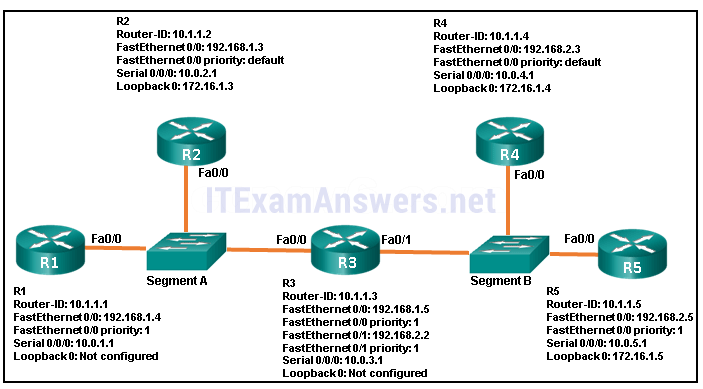 R2
Router-ID: 10.1.1.2
FastEthernet 0/0: 192.168.1.3
FastEthernet 0/0 priority: default
Serial 0/0/0: 10.0.2.1
Loopback 0: 172.16.1.3
R4
Router-ID: 10.1.1.4
FastEthernet 0/0: 192.168.2.3
FastEthernet 0/0 priority: default
Serial 0/0/0: 10.0.4.1
Loopback 0: 172.16.1.4
R2
Fa0/0
R4
Fa0/0
ITExamAnswers.net
R1
Fa0/0
Segment A
Fa0/0
R3
Fa0/1
Segment B
Fa0/0
R5
R1
Router-ID: 10.1.1.1
FastEthernet 0/0: 192.168.1.4
FastEthernet 0/0 priority: 1
Serial 0/0/0: 10.0.1.1
Loopback 0: Not configured
R3
Router-ID: 10.1.1.3
FastEthernet 0/0: 192.168.1.5
FastEthernet 0/0 priority: 1
FastEthernet 0/1: 192.168.2.2
FastEthernet 0/1 priority: 1
Serial 0/0/0: 10.0.3.1
Loopback 0: Not configured
R5
Router-ID: 10.1.1.5
FastEthernet 0/0: 192.168.2.5
FastEthernet 0/0 priority: 1
Serial 0/0/0: 10.0.5.1
Loopback 0: 172.16.1.5